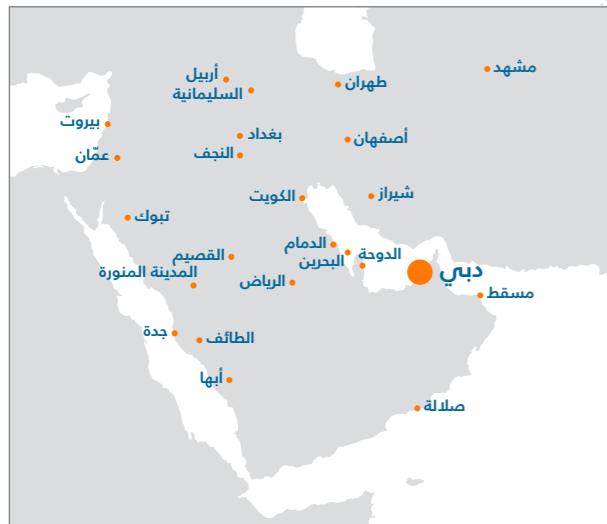 مشهد
طهران
أربيل
السليمانية
بيروت
بغداد
أصفهان
عمّان
النجف
شيراز
الكويت
تبوك
الدمام
القصيم
البحرين
الدوحة
دبي
المدينة المنورة
الرياض
مسقط
جدة
الطائف
أبها
صلالة